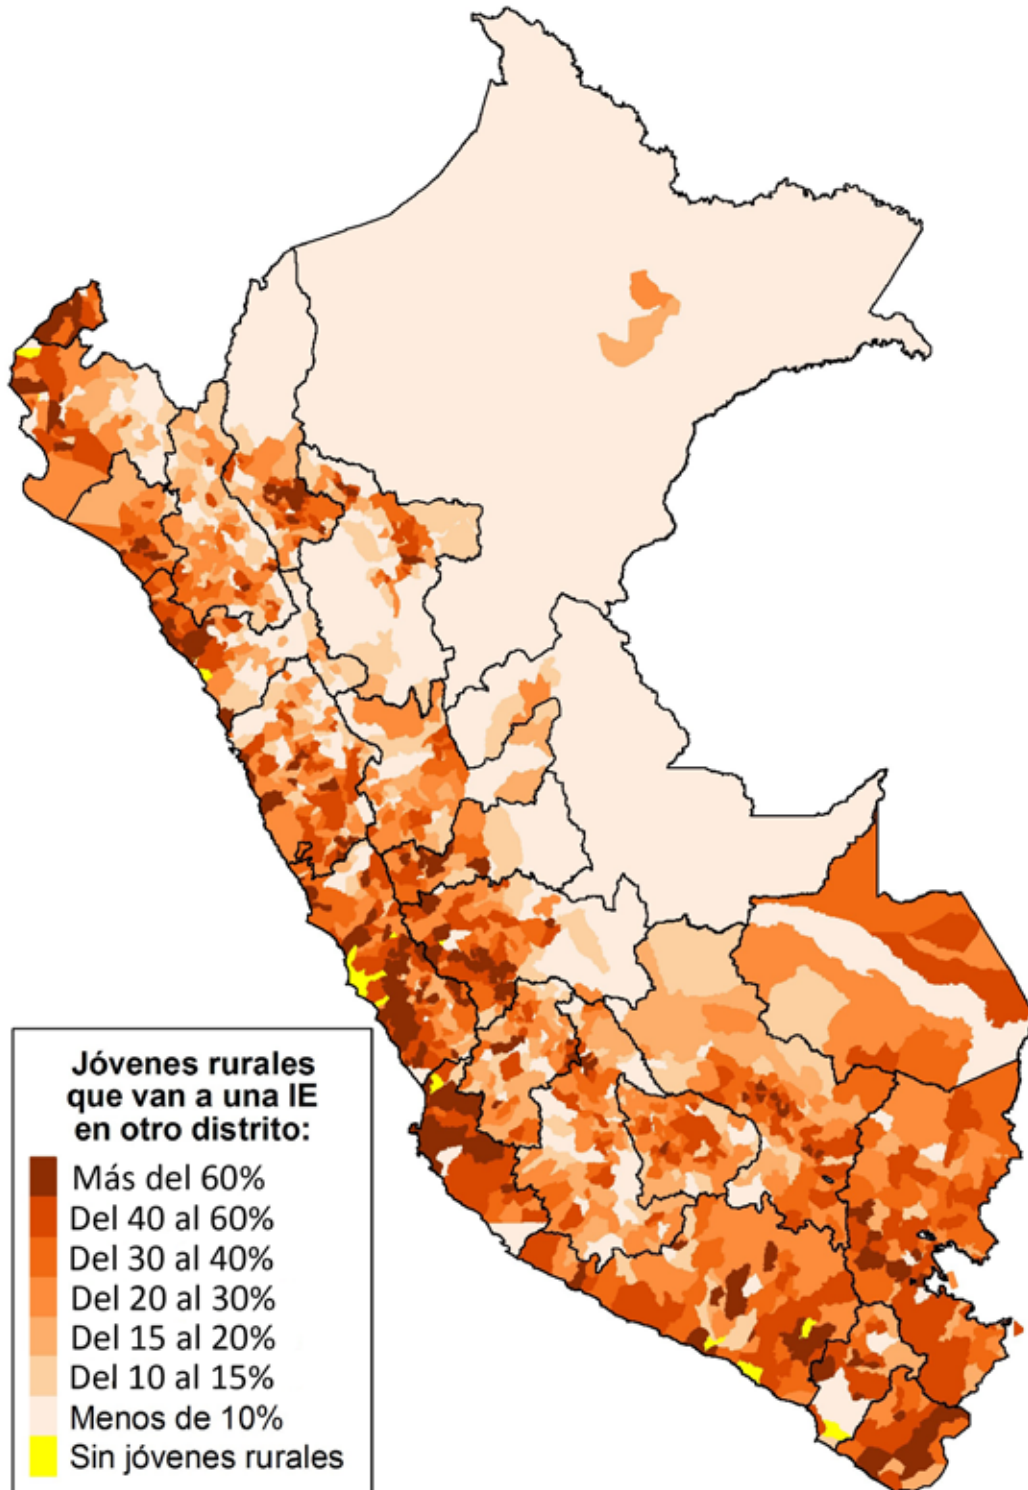 Jóvenes rurales
que van a una IE
en otro distrito:
Más del 60%
Del 40 al 60%
Del 30 al 40%
Del 20 al 30%
Del 15 al 20%
Del 10 al 15%
Menos de 10%
Sin jóvenes rurales